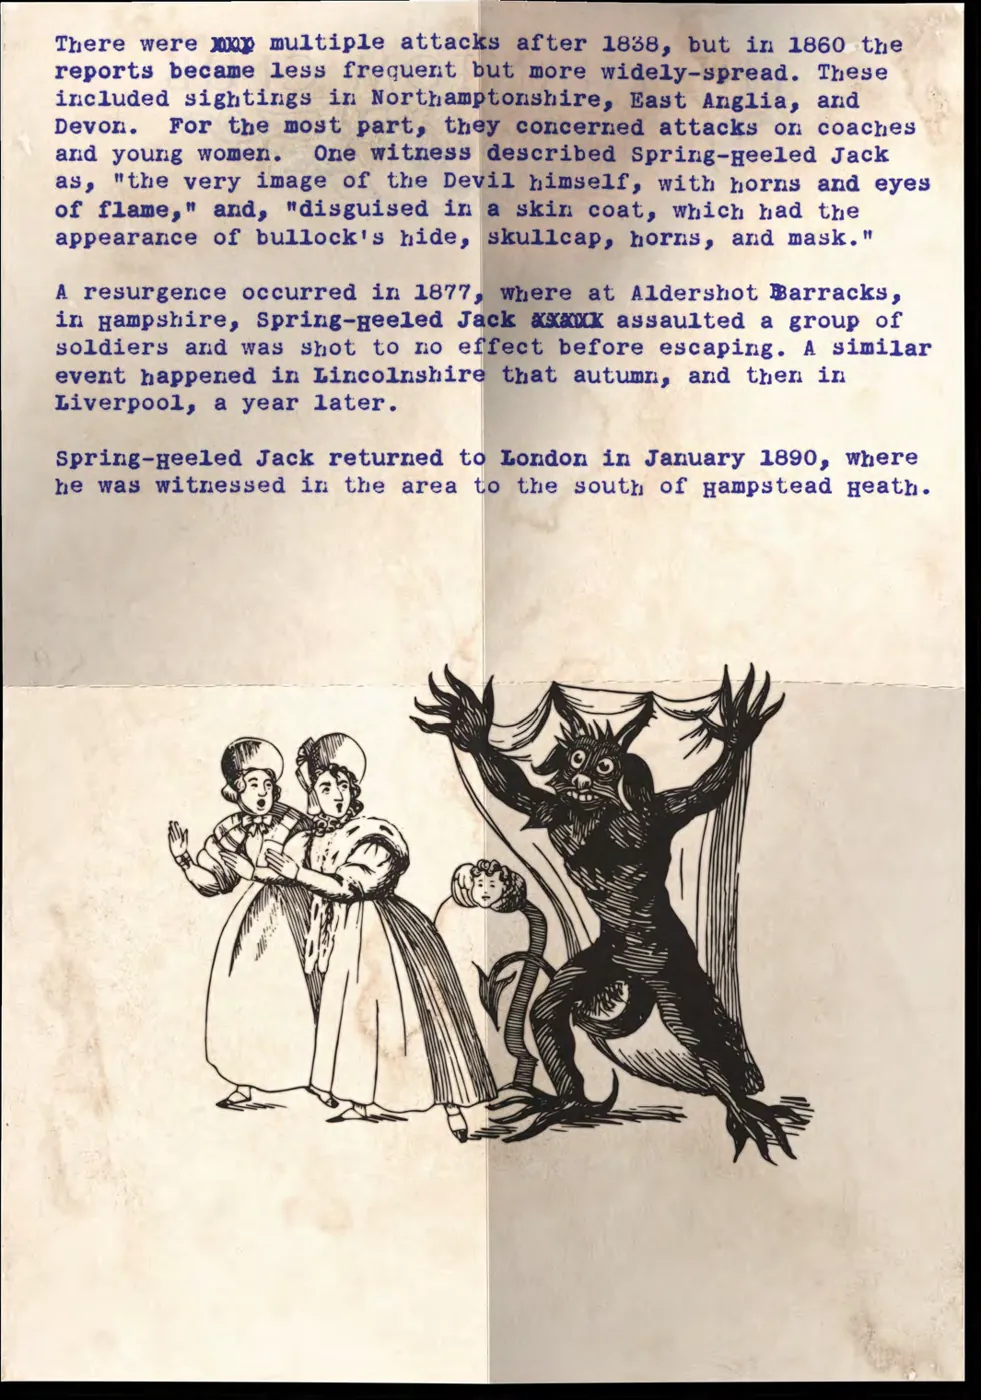 There were multiple attacks after 1838, but in 1860 the
reports became less frequent but more widely-spread. These
included sightings in Northamptonshire, East Anglia, and
Devon. For the most part, they concerned attacks on coaches
and young women. One witness described Spring-Heeled Jack
as, "the very image of the Devil himself, with horns and eyes
of flame," and, "disguised in a skin coat, which had the
appearance of bullock's hide, skullcap, horns, and mask."

A resurgence occurred in 1877, where at Aldershot Barracks,
in Hampshire, Spring-Heeled Jack assaulted a group of
soldiers and was shot to no effect before escaping. A similar
event happened in Lincolnshire that autumn, and then in
Liverpool, a year later.

Spring-Heeled Jack returned to London in January 1890, where
he was witnessed in the area to the south of Hampstead Heath.